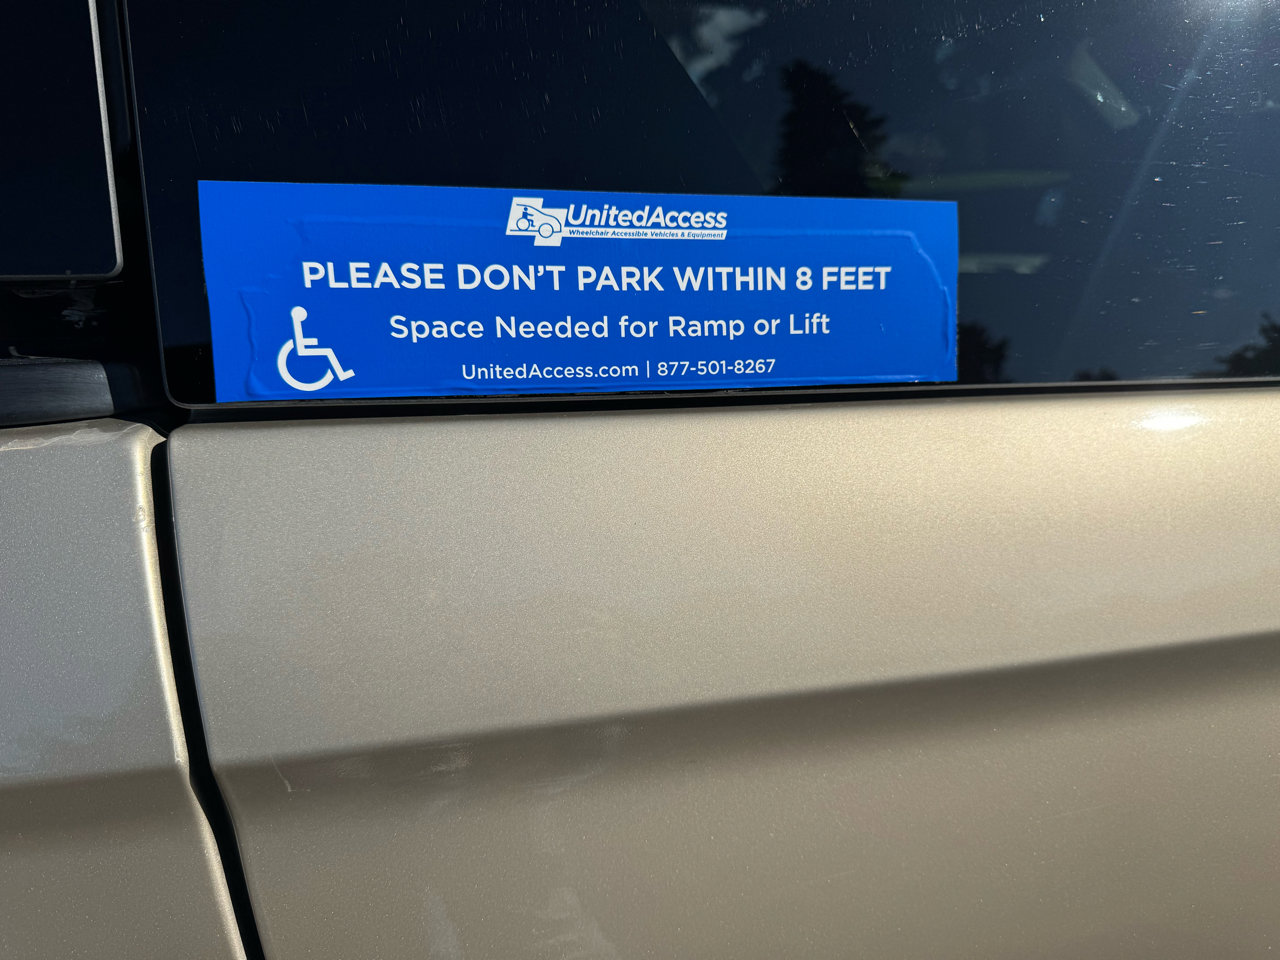 UnitedAccess
Wheelchair Accessible Vehicles & Equipment
PLEASE DON'T PARK WITHIN 8 FEET
Space Needed for Ramp or Lift
UnitedAccess.com | 877-501-8267